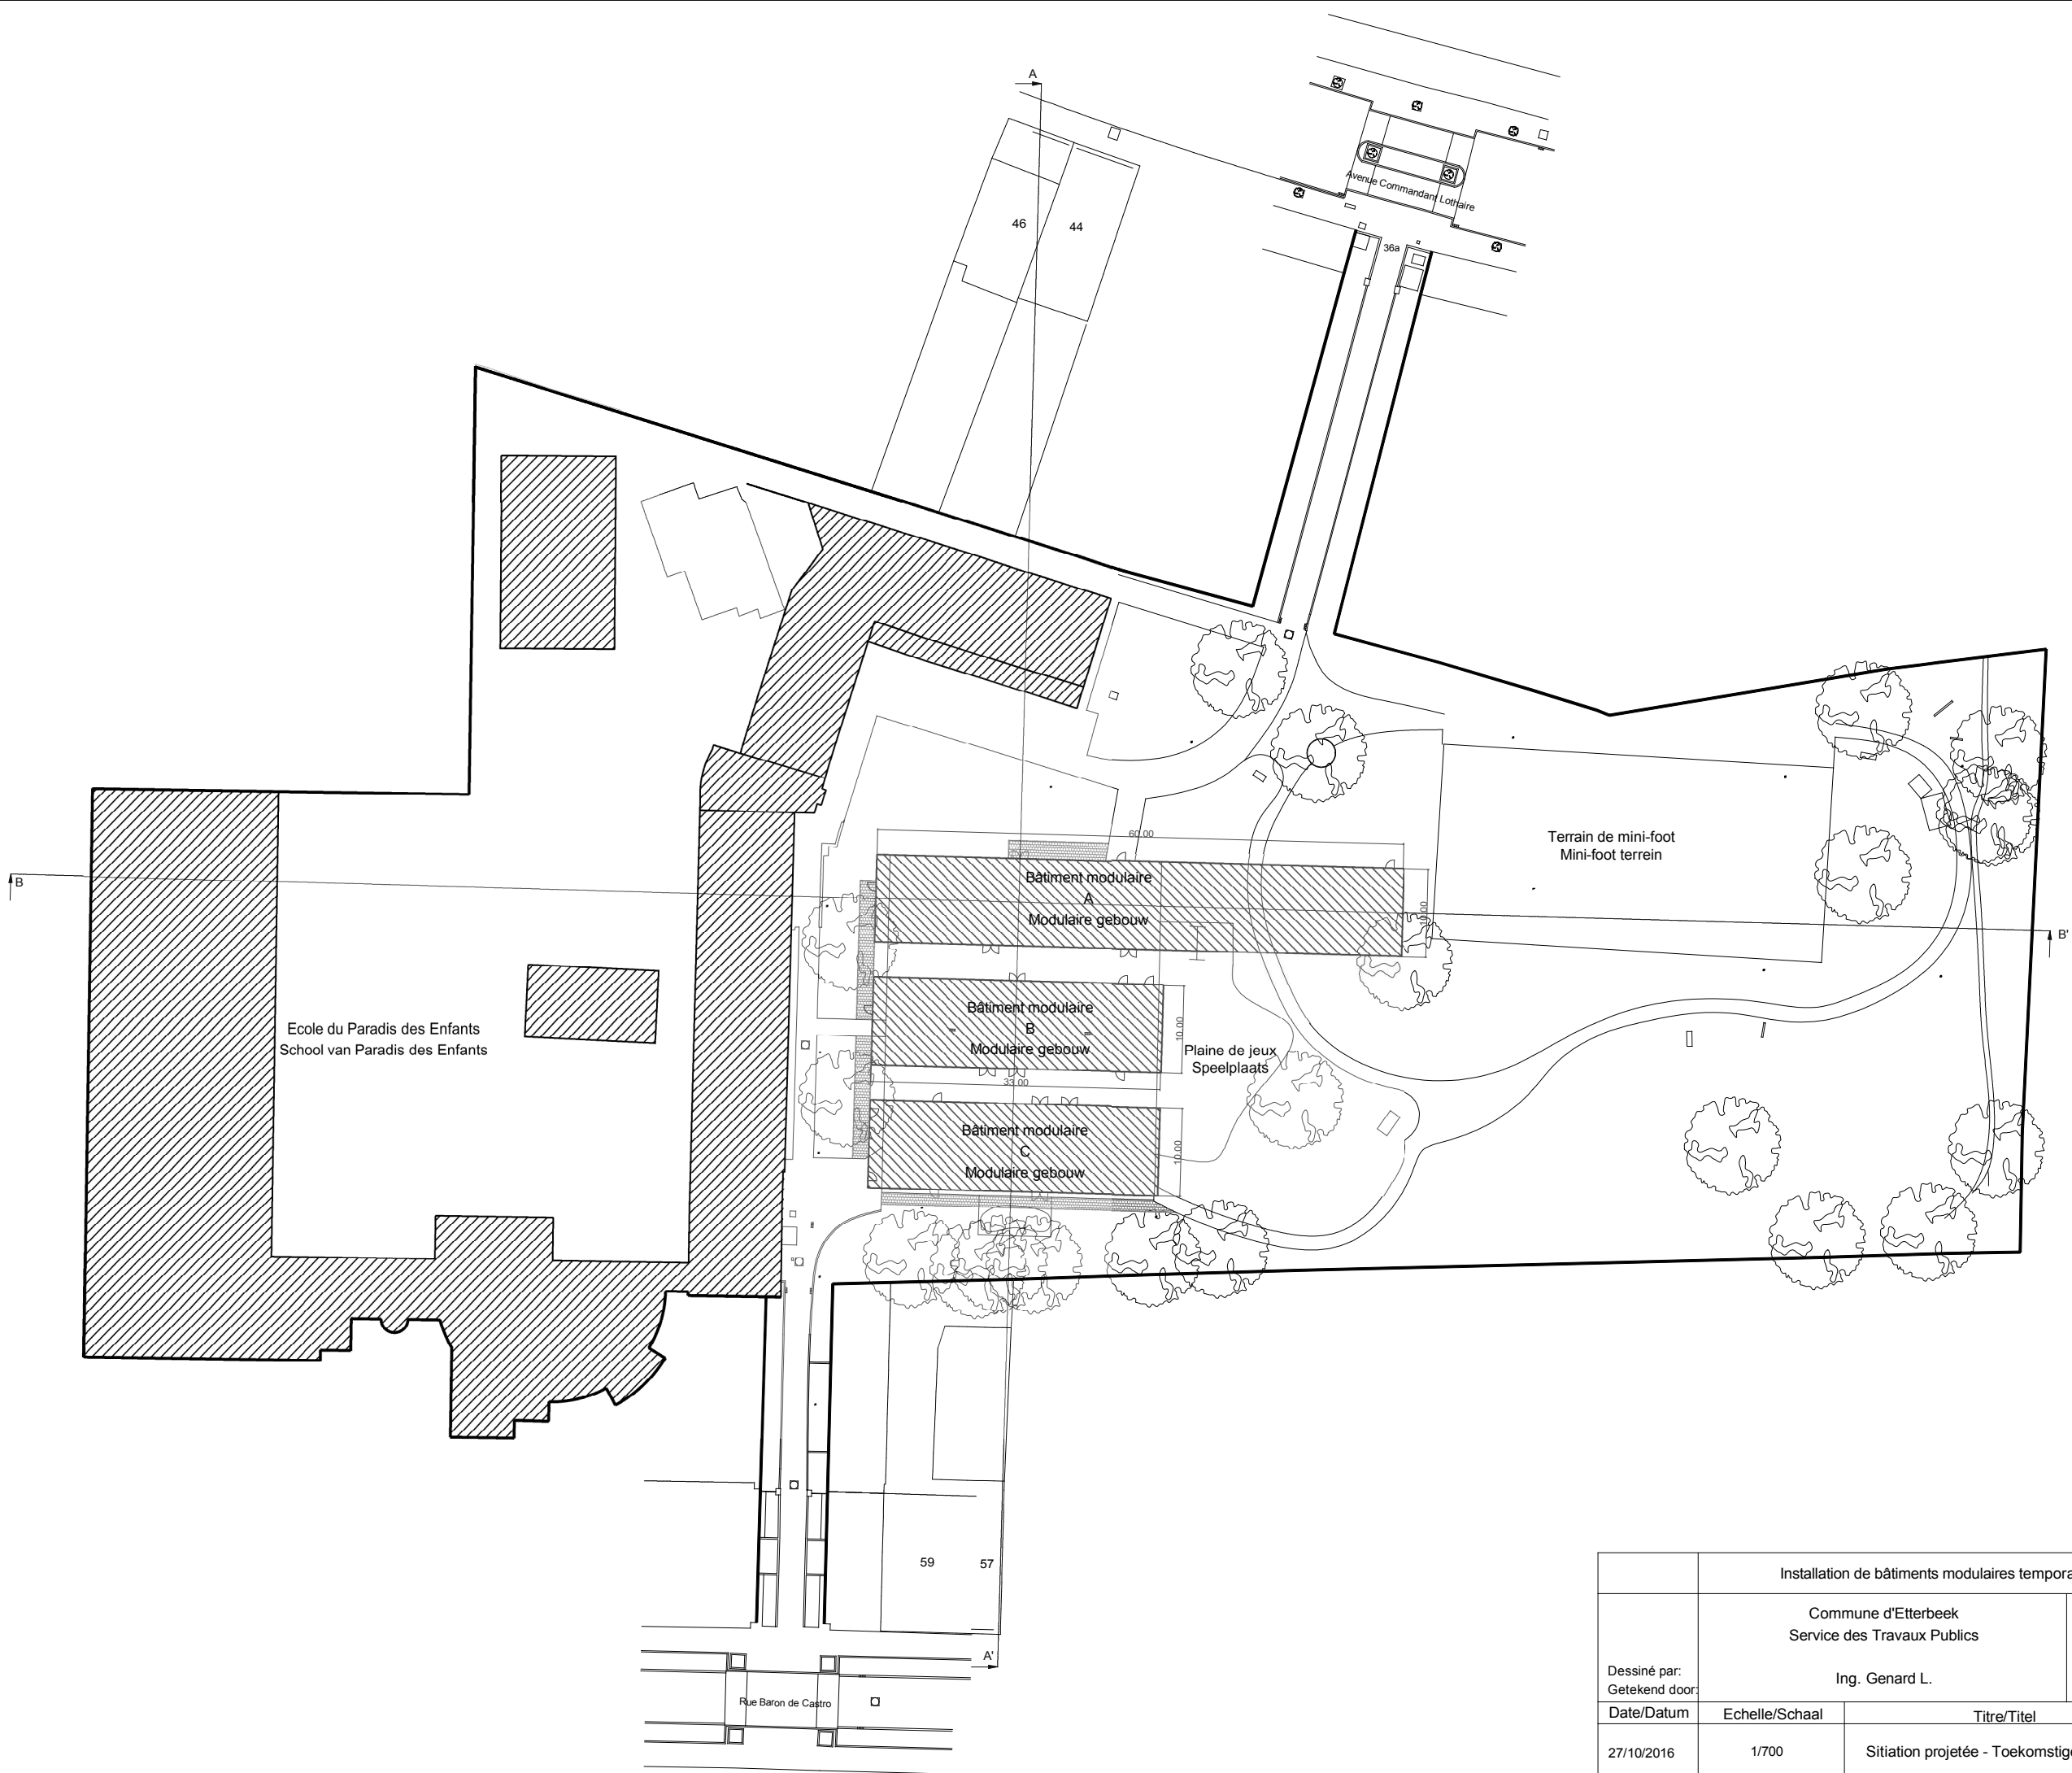 A
Avenue Commandant Lothaire
46
44
36a
60.00
Terrain de mini-foot
Mini-foot terrein
Bâtiment modulaire
A
Modulaire gebouw
10.00
B
B'
Bâtiment modulaire
B
Modulaire gebouw
10.00
Ecole du Paradis des Enfants
School van Paradis des Enfants
Plaine de jeux
Speelplaats
33.00
Bâtiment modulaire
C
Modulaire gebouw
10.00
59
57
A'
Rue Baron de Castro
Installation de bâtiments modulaires tempora
Commune d'Etterbeek
Service des Travaux Publics
Dessiné par:
Getekend door:
Ing. Genard L.
Date/Datum
Echelle/Schaal
Titre/Titel
27/10/2016
1/700
Sitiation projetée - Toekomstig